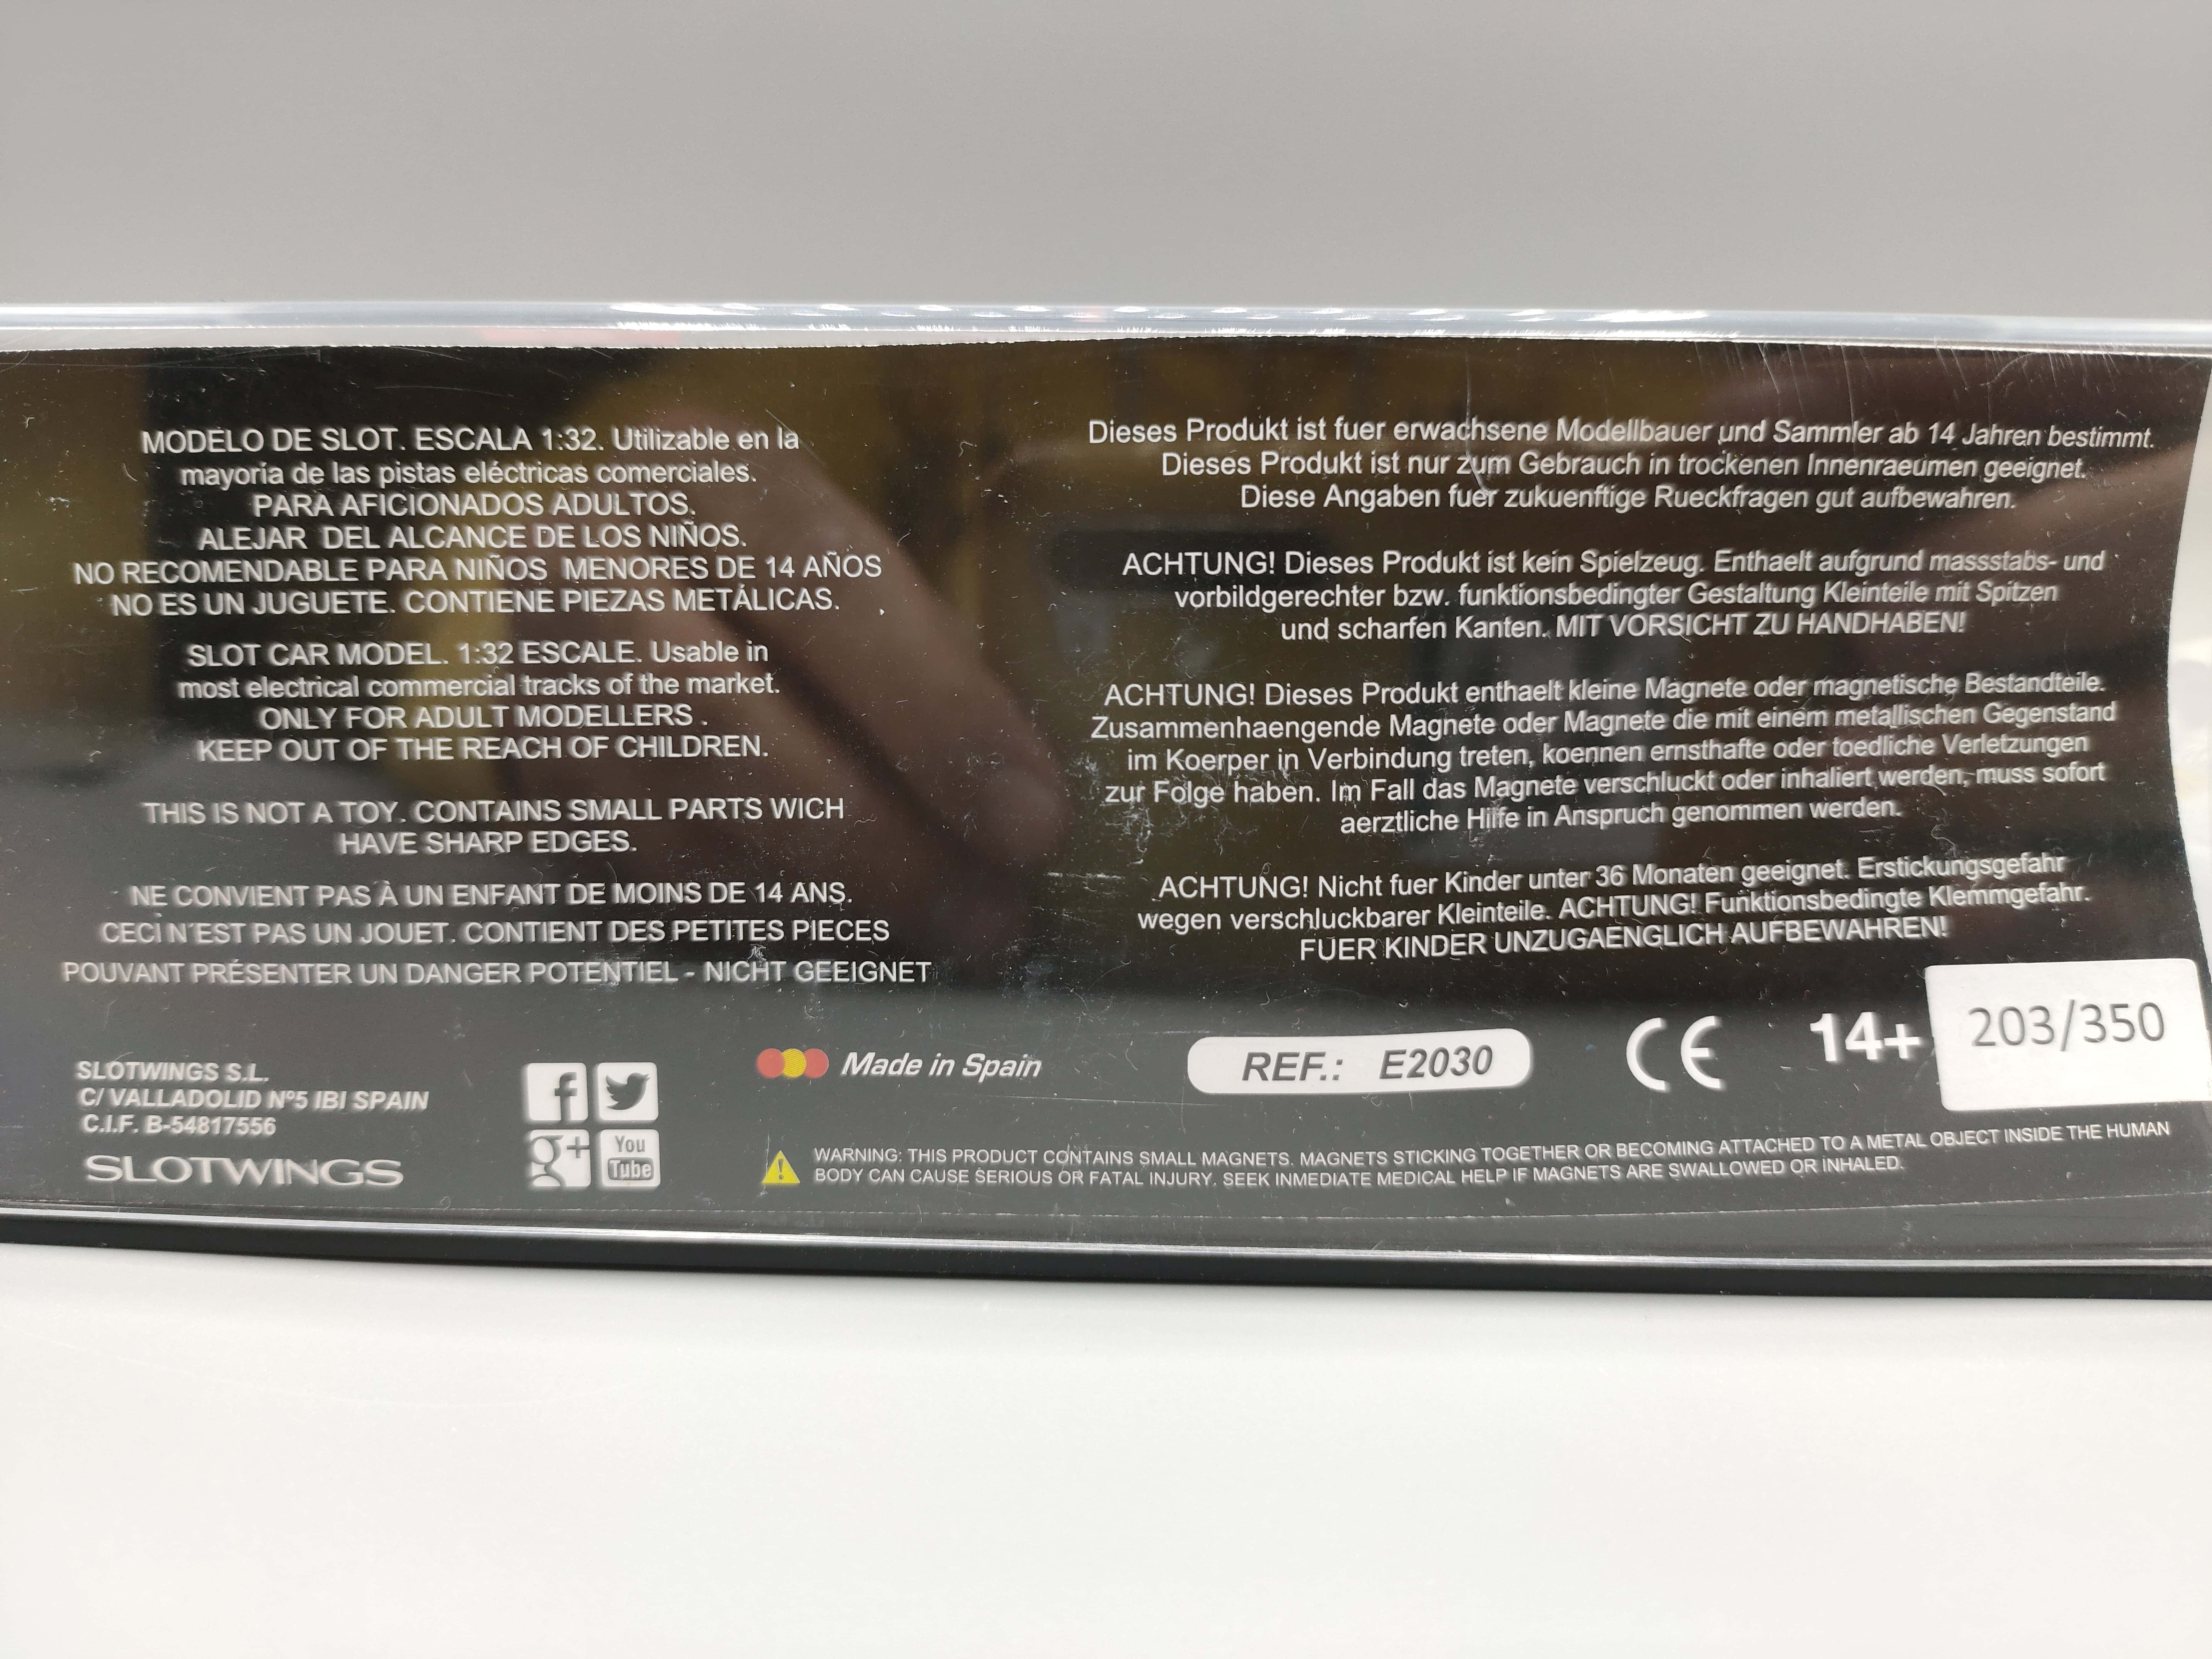 MODELO DE SLOT. ESCALA 1:32. Utilizable en la
mayoria de las pistas eléctricas comerciales.
PARA AFICIONADOS ADULTOS.
ALEJAR DEL ALCANCE DE LOS NIÑOS.
NO RECOMENDABLE PARA NIÑOS MENORES DE 14 AÑOS
NO ES UN JUGUETE. CONTIENE PIEZAS METÁLICAS.
SLOT CAR MODEL. 1:32 ESCALE. Usable in
most electrical commercial tracks of the market.
ONLY FOR ADULT MODELLERS .
KEEP OUT OF THE REACH OF CHILDREN.
THIS IS NOT A TOY. CONTAINS SMALL PARTS WICH
HAVE SHARP EDGES.
NE CONVIENT PAS À UN ENFANT DE MOINS DE 14 ANS.
CECI N´EST PAS UN JOUET. CONTIENT DES PETITES PIECES
POUVANT PRÉSENTER UN DANGER POTENTIEL - NICHT GEEIGNET
Dieses Produkt ist fuer erwachsene Modellbauer und Sammler ab 14 Jahren bestimmt.
Dieses Produkt ist nur zum Gebrauch in trockenen Innenraeumen geeignet.
Diese Angaben fuer zukuenftige Rueckfragen gut aufbewahren.
ACHTUNG! Dieses Produkt ist kein Spielzeug. Enthaelt aufgrund massstabs- und
vorbildgerechter bzw. funktionsbedingter Gestaltung Kleinteile mit Spitzen
und scharfen Kanten. MIT VORSICHT ZU HANDHABEN!
ACHTUNG! Dieses Produkt enthaelt kleine Magnete oder magnetische Bestandteile.
Zusammenhaengende Magnete oder Magnete die mit einem metallischen Gegenstand
im Koerper in Verbindung treten, koennen ernsthafte oder toedliche Verletzungen
zur Folge haben. Im Fall das Magnete verschluckt oder inhaliert werden, muss sofort
aerztliche Hilfe in Anspruch genommen werden.
ACHTUNG! Nicht fuer Kinder unter 36 Monaten geeignet. Erstickungsgefahr
wegen verschluckbarer Kleinteile. ACHTUNG! Funktionsbedingte Klemmgefahr.
FUER KINDER UNZUGAENGLICH AUFBEWAHREN!
SLOTWINGS S.L.
C/ VALLADOLID Nº5 IBI SPAIN
C.I.F. B-54817556
SLOTWINGS
f
g+
You
Tube
Made in Spain
REF.: E2030
CE
14+
203/350
WARNING: THIS PRODUCT CONTAINS SMALL MAGNETS. MAGNETS STICKING TOGETHER OR BECOMING ATTACHED TO A METAL OBJECT INSIDE THE HUMAN
BODY CAN CAUSE SERIOUS OR FATAL INJURY. SEEK INMEDIATE MEDICAL HELP IF MAGNETS ARE SWALLOWED OR INHALED.